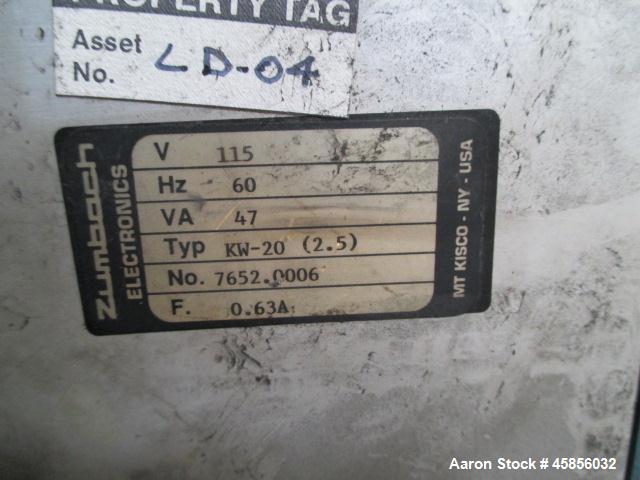 PROPERTY TAG
Asset No. LD-04
Zumbach
ELECTRONICS
V 115
Hz 60
VA 47
Typ KW-20 (2.5)
No. 7652.0006
F. 0.63A
MT KISCO - NY - USA
Aaron Stock # 45856032